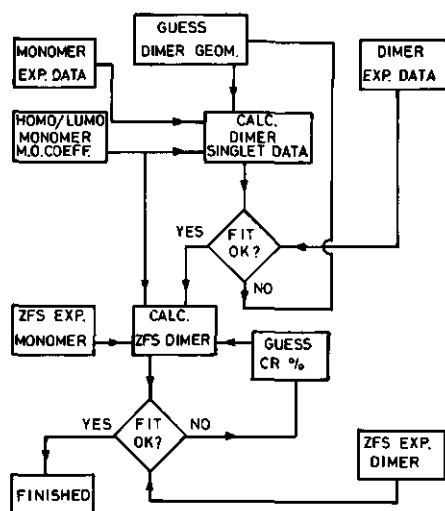 GUESS
DIMER GEOM.
MONOMER
EXP. DATA
DIMER
EXP. DATA
HOMO/LUMO
MONOMER
M.O.COEFF.
CALC.
DIMER
SINGLET DATA
YES
FIT
OK?
NO
ZFS EXP.
MONOMER
CALC.
ZFS DIMER
GUESS
CR %
YES
FIT
OK?
NO
ZFS EXP.
DIMER
FINISHED